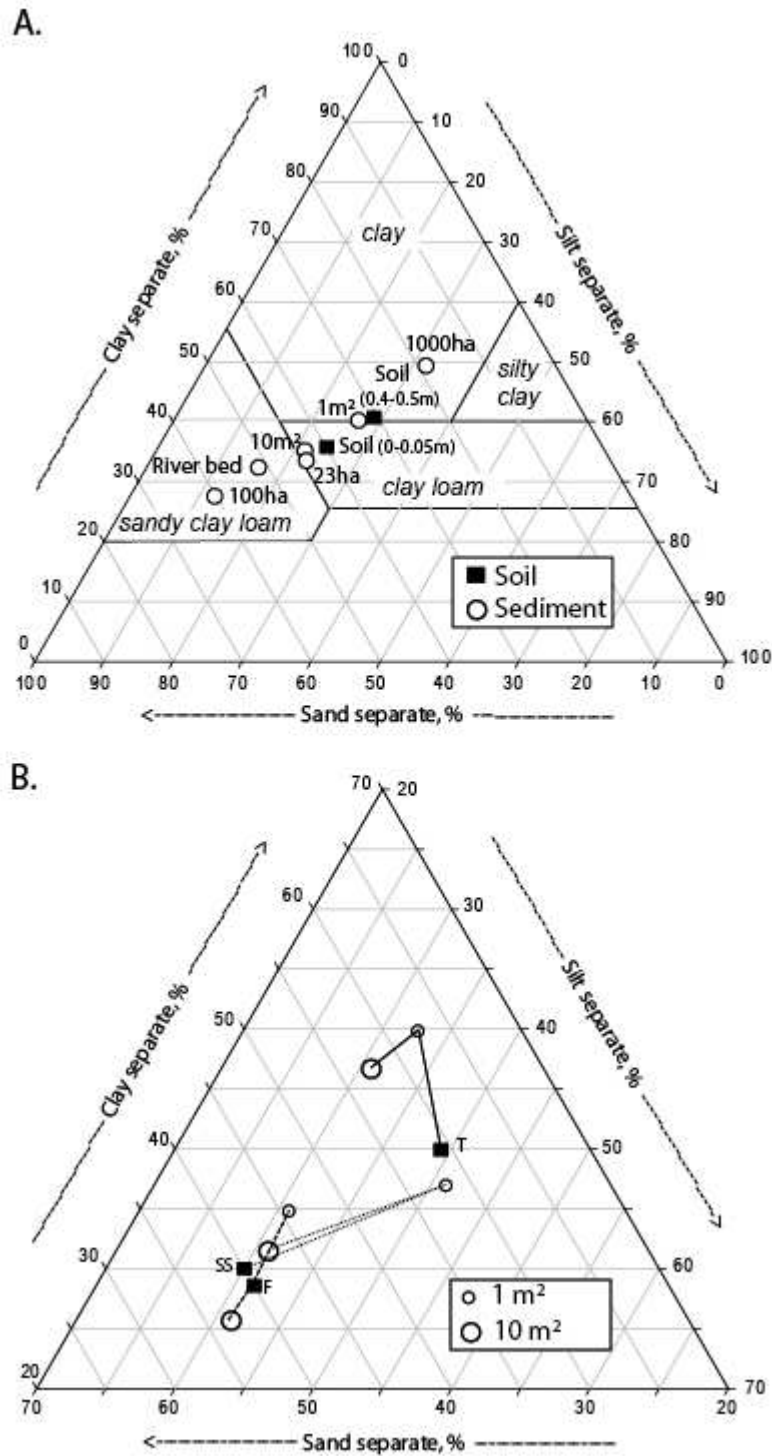 A.
100 0
90 10
80 20
clay
70 30
Clay separate, %
Silt separate, %
60 40
1000ha
50 50
Soil
silty
clay
1m² (0.4-0.5m)
40 60
10m² Soil (0-0.05m)
River bed 23ha
30 70
100ha clay loam
sandy clay loam
20 80
Soil
Sediment
10 90
0 100
100 90 80 70 60 50 40 30 20 10 0
Sand separate, %
B.
70 20
60 30
Clay separate, %
Silt separate, %
50 40
T
40 50
SS
30 60
F
1 m²
10 m²
20 70
70 60 50 40 30 20
Sand separate, %